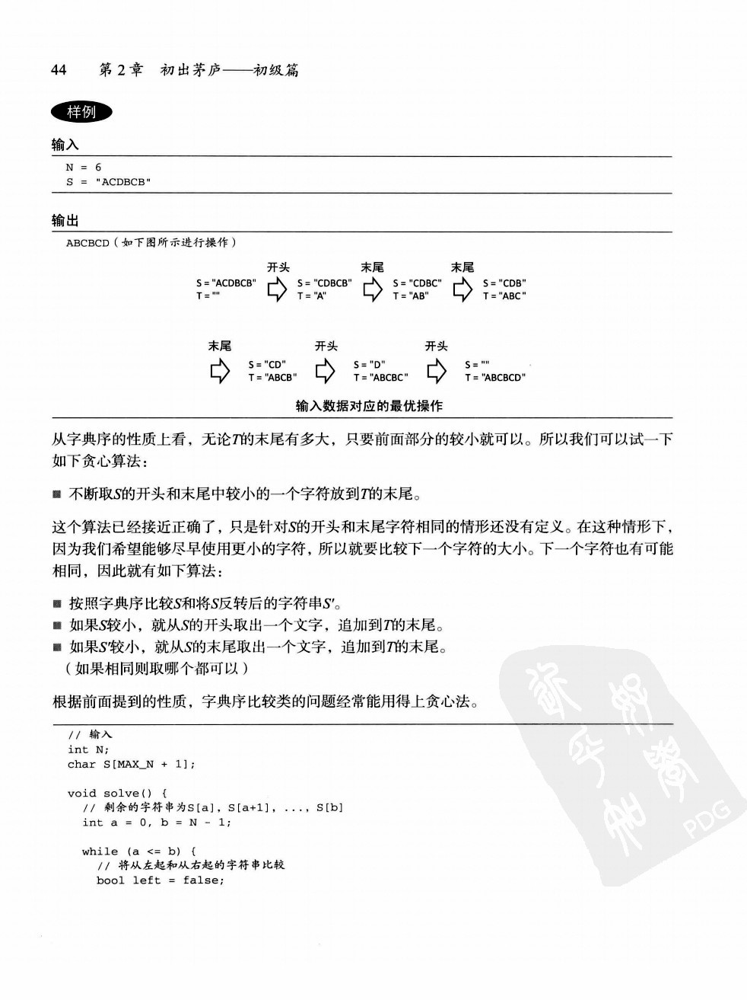 44 第2章 初出茅庐——初级篇
样例
输入
N = 6
S = "ACDBCB"
输出
ABCBCD（如下图所示进行操作）
开头 末尾 末尾
S = "ACDBCB" S = "CDBCB" S = "CDBC" S = "CDB"
T = "" T = "A" T = "AB" T = "ABC"
末尾 开头 开头
S = "CD" S = "D" S = ""
T = "ABCB" T = "ABCBC" T = "ABCBCD"
输入数据对应的最优操作
从字典序的性质上看，无论T的末尾有多大，只要前面部分的较小就可以。所以我们可以试一下
如下贪心算法：
■ 不断取S的开头和末尾中较小的一个字符放到T的末尾。
这个算法已经接近正确了，只是针对S的开头和末尾字符相同的情形还没有定义。在这种情形下，
因为我们希望能够尽早使用更小的字符，所以就要比较下一个字符的大小。下一个字符也有可能
相同，因此就有如下算法：
■ 按照字典序比较S和将S反转后的字符串S'。
■ 如果S较小，就从S的开头取出一个文字，追加到T的末尾。
■ 如果S'较小，就从S的末尾取出一个文字，追加到T的末尾。
（如果相同则取哪个都可以）
根据前面提到的性质，字典序比较类的问题经常能用得上贪心法。
// 输入
int N;
char S[MAX_N + 1];
void solve() {
// 剩余的字符串为S[a], S[a+1], ..., S[b]
int a = 0, b = N - 1;
while (a <= b) {
// 将从左起和从右起的字符串比较
bool left = false;
PDG